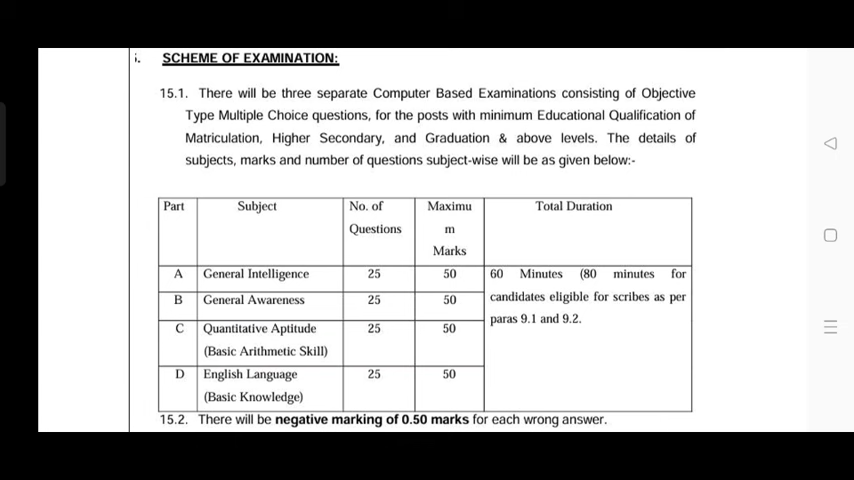 SCHEME OF EXAMINATION:
15.1. There will be three separate Computer Based Examinations consisting of Objective
Type Multiple Choice questions, for the posts with minimum Educational Qualification of
Matriculation, Higher Secondary, and Graduation & above levels. The details of
subjects, marks and number of questions subject-wise will be as given below:-
Part Subject No. of Questions Maximu m Marks Total Duration
A General Intelligence 25 50 60 Minutes (80 minutes for
B General Awareness 25 50 candidates eligible for scribes as per
paras 9.1 and 9.2.
C Quantitative Aptitude 25 50
(Basic Arithmetic Skill)
D English Language 25 50
(Basic Knowledge)
15.2. There will be negative marking of 0.50 marks for each wrong answer.